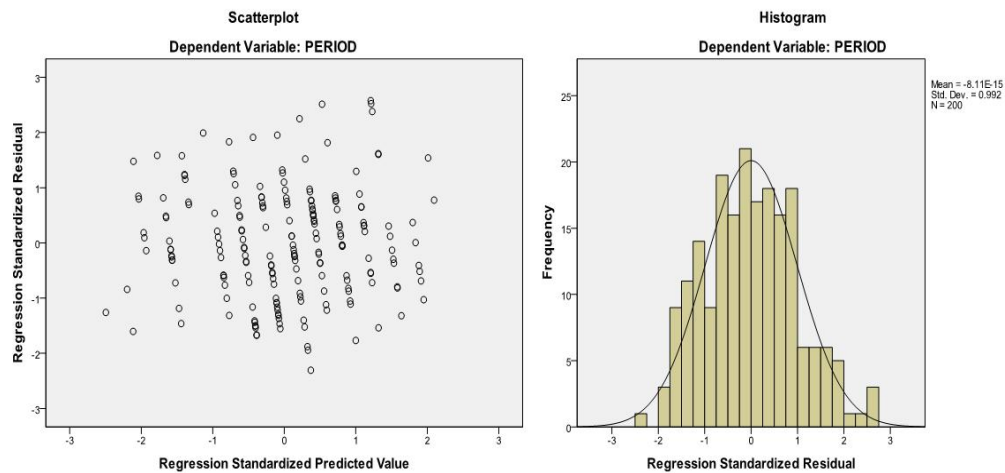 Scatterplot
Dependent Variable: PERIOD
Regression Standardized Residual
3
2
1
0
-1
-2
-3
-3
-2
-1
0
1
2
3
Regression Standardized Predicted Value
Histogram
Dependent Variable: PERIOD
Mean = -8.11E-15
Std. Dev. = 0.992
N = 200
Frequency
25
20
15
10
5
0
-3
-2
-1
0
1
2
3
Regression Standardized Residual